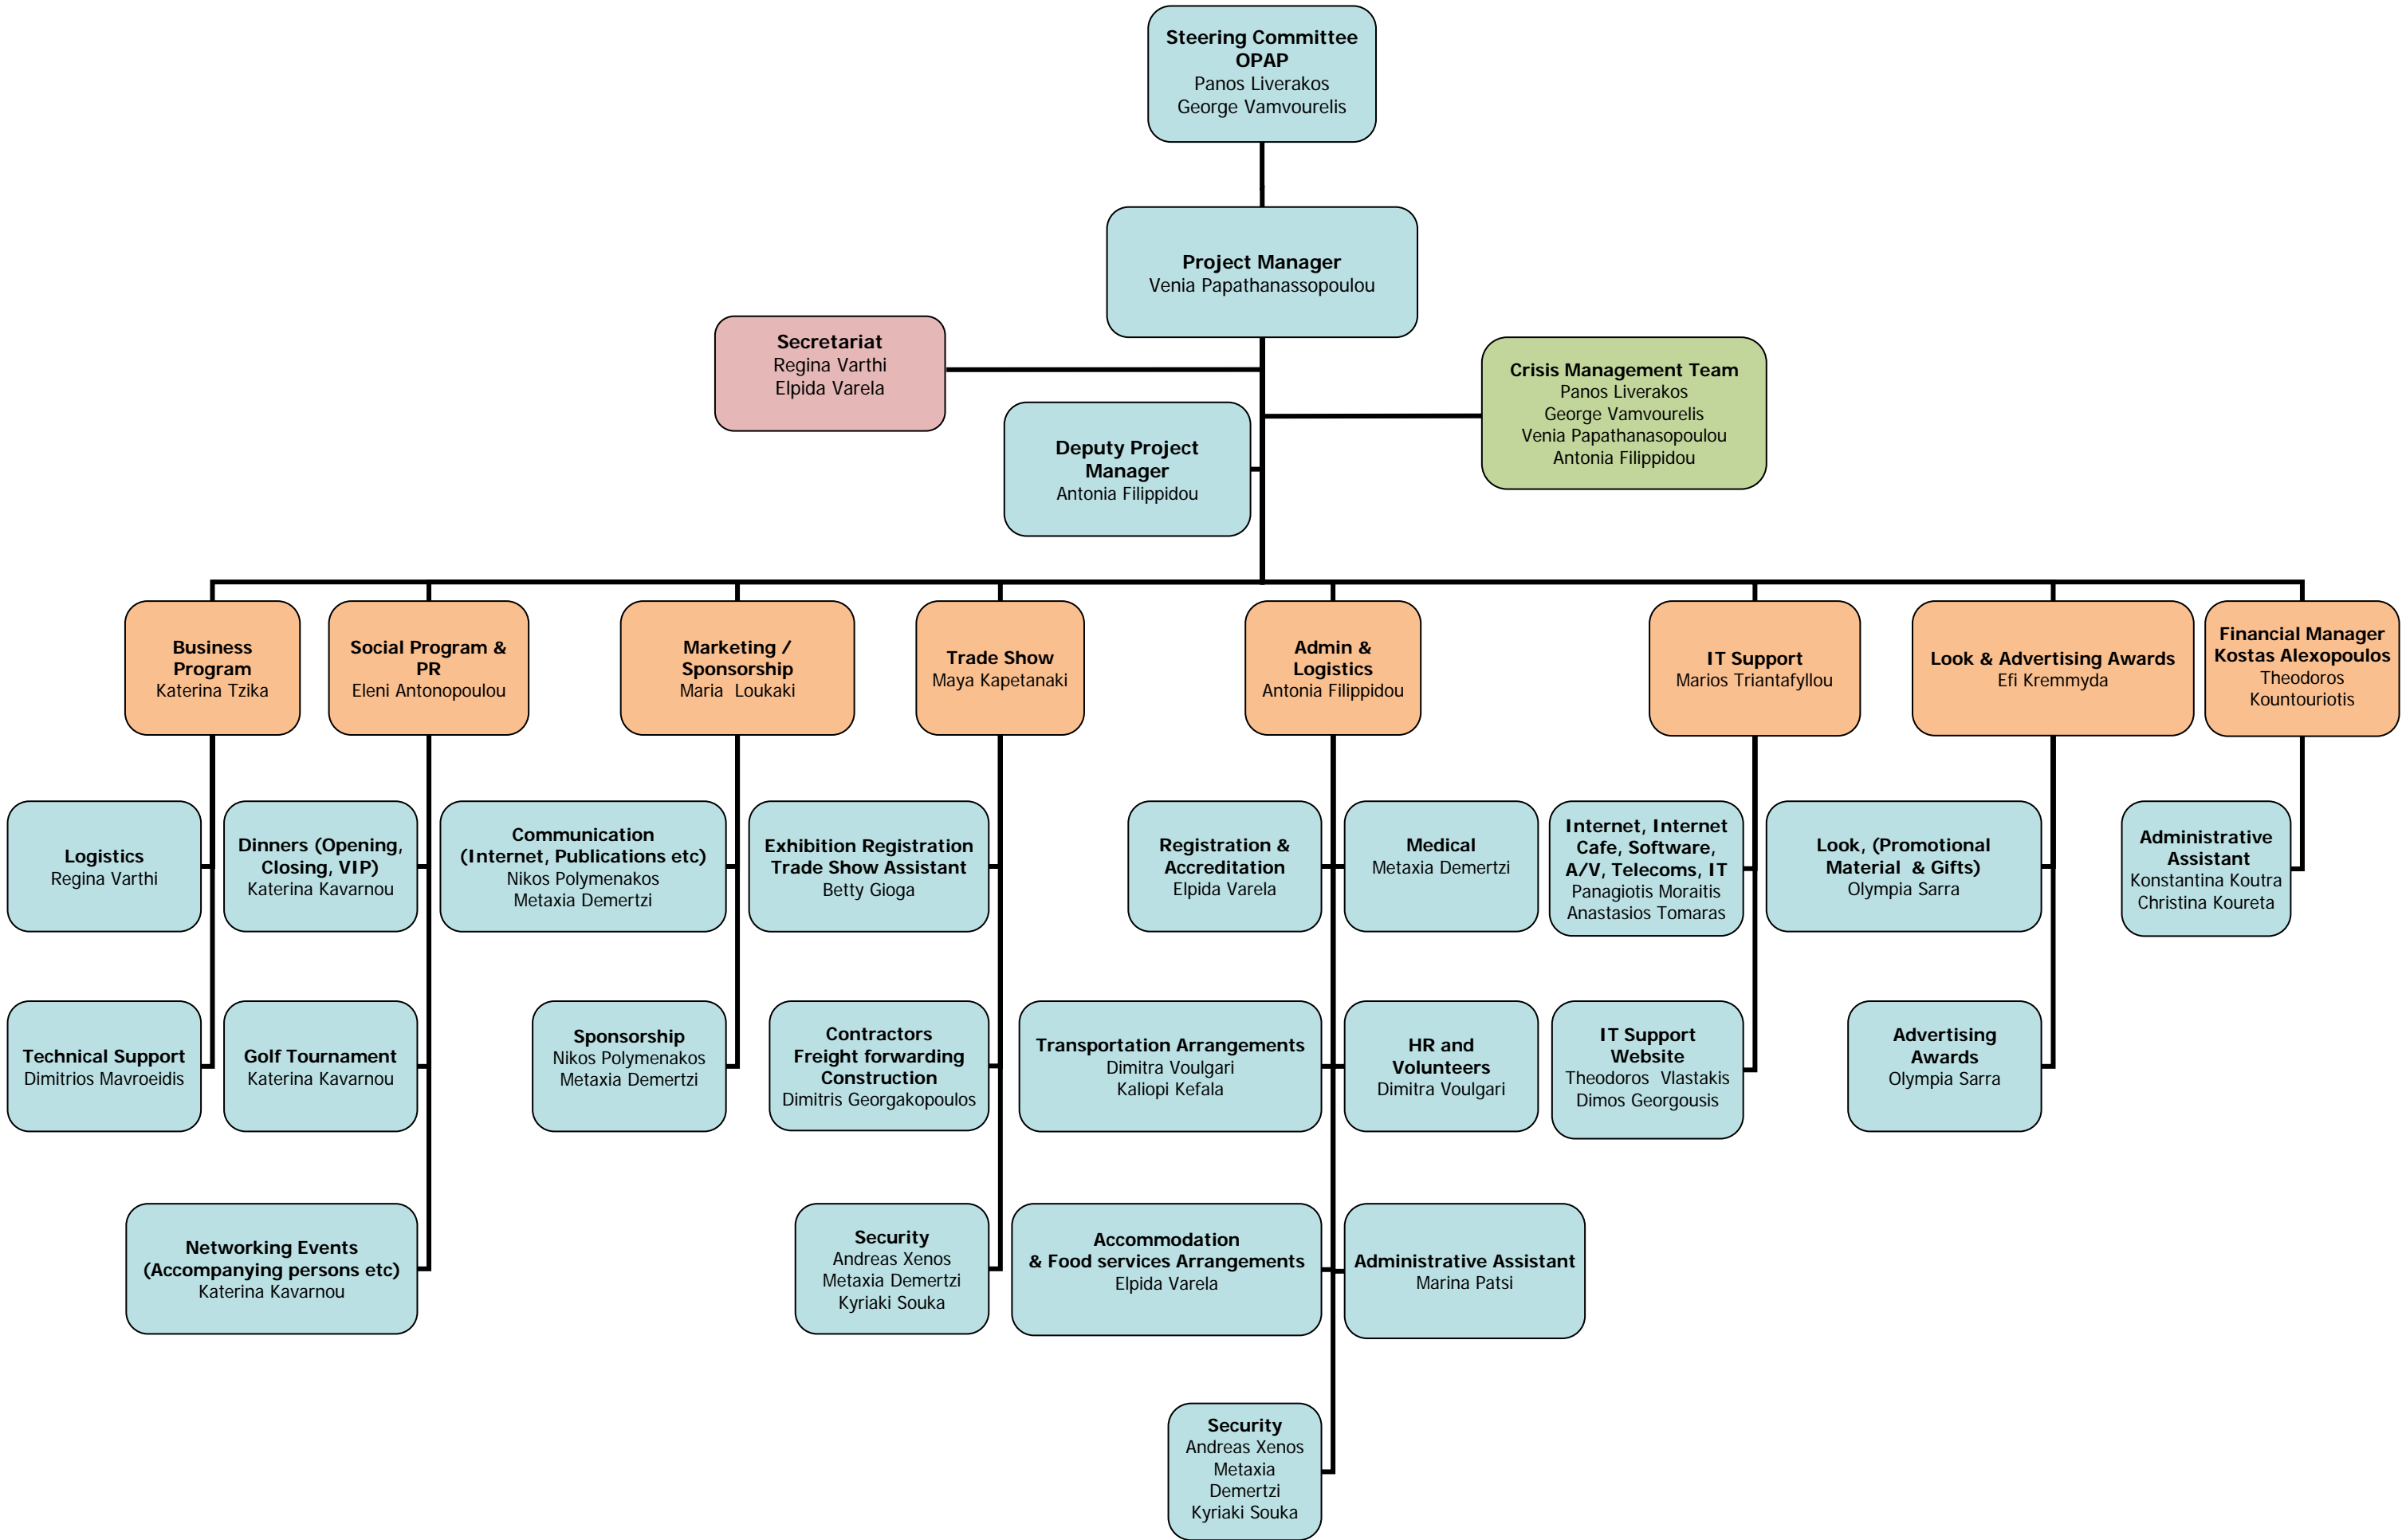 Steering Committee
OPAP
Panos Liverakos
George Vamvourelis
Project Manager
Venia Papathanassopoulou
Secretariat
Regina Varthi
Elpida Varela
Crisis Management Team
Panos Liverakos
George Vamvourelis
Venia Papathanasopoulou
Antonia Filippidou
Deputy Project
Manager
Antonia Filippidou
Business
Program
Katerina Tzika
Social Program &
PR
Eleni Antonopoulou
Marketing /
Sponsorship
Maria Loukaki
Trade Show
Maya Kapetanaki
Admin &
Logistics
Antonia Filippidou
IT Support
Marios Triantafyllou
Look & Advertising Awards
Efi Kremmyda
Financial Manager
Kostas Alexopoulos
Theodoros
Kountouriotis
Logistics
Regina Varthi
Dinners (Opening,
Closing, VIP)
Katerina Kavarnou
Communication
(Internet, Publications etc)
Nikos Polymenakos
Metaxia Demertzi
Exhibition Registration
Trade Show Assistant
Betty Gioga
Registration &
Accreditation
Elpida Varela
Medical
Metaxia Demertzi
Internet, Internet
Cafe, Software,
A/V, Telecoms, IT
Panagiotis Moraitis
Anastasios Tomaras
Look, (Promotional
Material & Gifts)
Olympia Sarra
Administrative
Assistant
Konstantina Koutra
Christina Koureta
Technical Support
Dimitrios Mavroeidis
Golf Tournament
Katerina Kavarnou
Sponsorship
Nikos Polymenakos
Metaxia Demertzi
Contractors
Freight forwarding
Construction
Dimitris Georgakopoulos
Transportation Arrangements
Dimitra Voulgari
Kaliopi Kefala
HR and
Volunteers
Dimitra Voulgari
IT Support
Website
Theodoros Vlastakis
Dimos Georgousis
Advertising
Awards
Olympia Sarra
Networking Events
(Accompanying persons etc)
Katerina Kavarnou
Security
Andreas Xenos
Metaxia Demertzi
Kyriaki Souka
Accommodation
& Food services Arrangements
Elpida Varela
Administrative Assistant
Marina Patsi
Security
Andreas Xenos
Metaxia
Demertzi
Kyriaki Souka